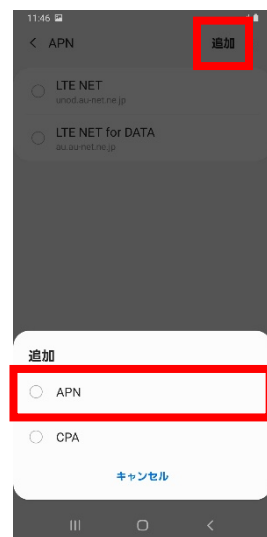 11:46
APN
追加
LTE NET
unod.au-net.ne.jp
LTE NET for DATA
au.au-net.ne.jp
追加
APN
CPA
キャンセル